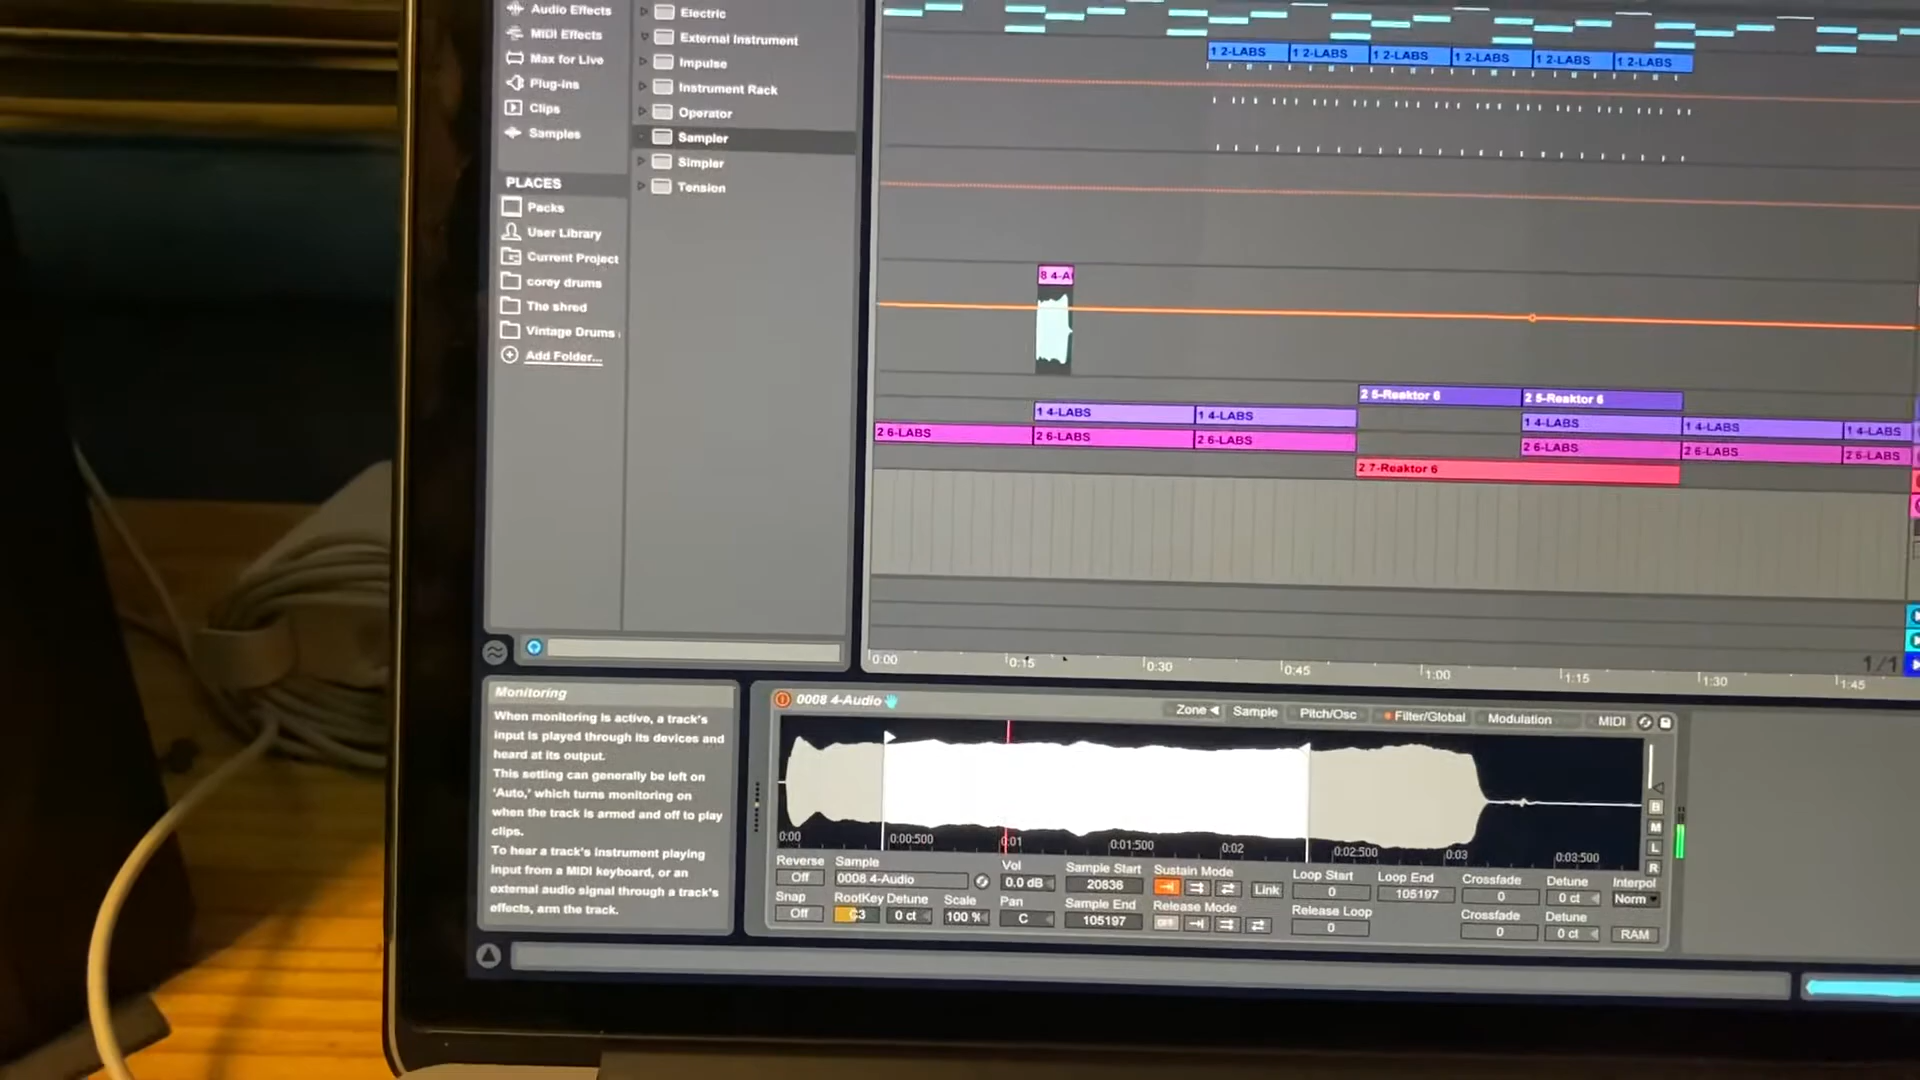 Audio Effects
MIDI Effects
Max for Live
Plug-ins
Clips
Samples
PLACES
Packs
User Library
Current Project
corey drums
The shred
Vintage Drums
Add Folder...
Electric
External Instrument
Impulse
Instrument Rack
Operator
Sampler
Simpler
Tension
1 2-LABS
1 2-LABS
1 2-LABS
1 2-LABS
1 2-LABS
1 2-LABS
8 4-A
2 5-Reaktor 6
2 5-Reaktor 6
1 4-LABS
1 4-LABS
1 4-LABS
1 4-LABS
1 4-LABS
2 6-LABS
2 6-LABS
2 6-LABS
2 6-LABS
2 6-LABS
2 6-LABS
2 7-Reaktor 6
0:00
0:15
0:30
0:45
1:00
1:15
1:30
1:45
1/1
Monitoring
When monitoring is active, a track's
input is played through its devices and
heard at its output.
This setting can generally be left on
'Auto,' which turns monitoring on
when the track is armed and off to play
clips.
To hear a track's instrument playing
input from a MIDI keyboard, or an
external audio signal through a track's
effects, arm the track.
0008 4-Audio
Zone
Sample
Pitch/Osc
Filter/Global
Modulation
MIDI
0:00
0:00:500
0:01
0:01:500
0:02
0:02:500
0:03
0:03:500
B
M
L
R
Reverse
Off
Snap
Off
Sample
0008 4-Audio
RootKey
C3
Detune
0 ct
Scale
100 %
Vol
0.0 dB
Pan
C
Sample Start
20836
Sample End
105197
Sustain Mode
Link
Release Mode
OFF
Loop Start
0
Release Loop
0
Loop End
105197
Crossfade
0
Crossfade
0
Detune
0 ct
Detune
0 ct
Interpol
Norm
RAM